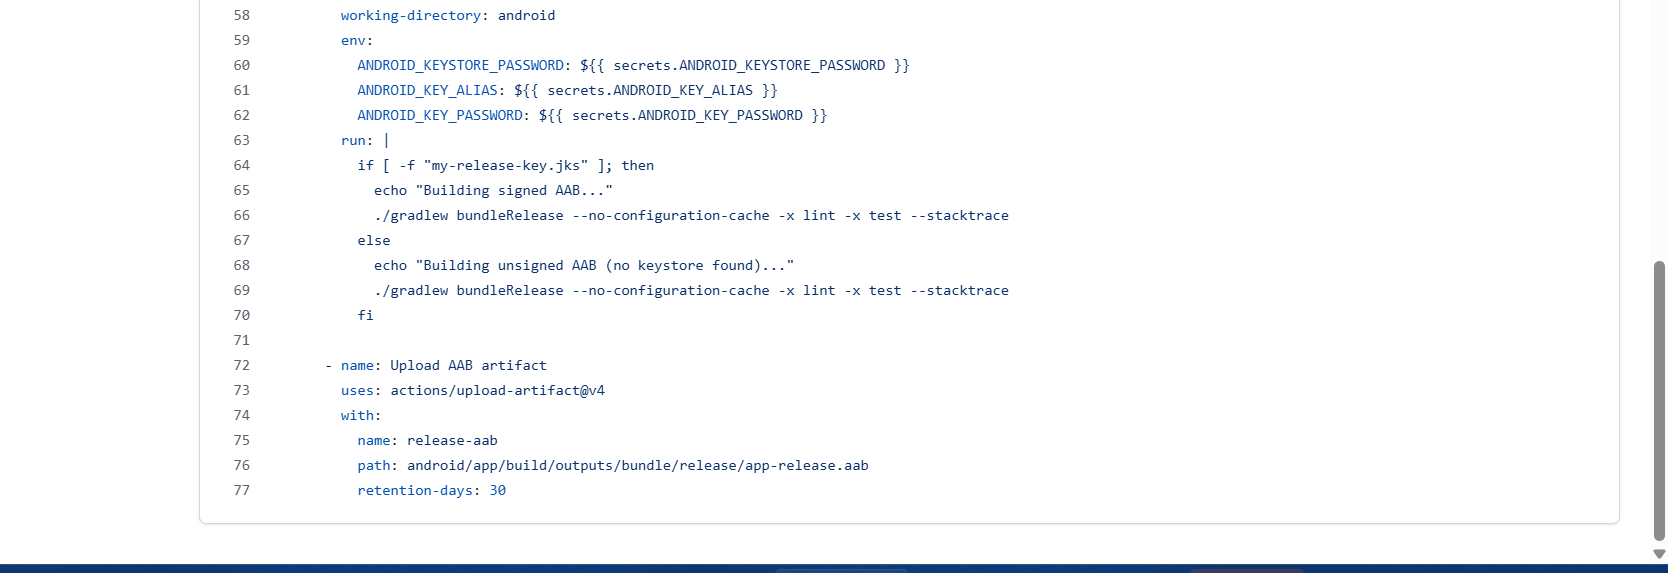 58 working-directory: android
59 env:
60 ANDROID_KEYSTORE_PASSWORD: ${{ secrets.ANDROID_KEYSTORE_PASSWORD }}
61 ANDROID_KEY_ALIAS: ${{ secrets.ANDROID_KEY_ALIAS }}
62 ANDROID_KEY_PASSWORD: ${{ secrets.ANDROID_KEY_PASSWORD }}
63 run: |
64 if [ -f "my-release-key.jks" ]; then
65 echo "Building signed AAB..."
66 ./gradlew bundleRelease --no-configuration-cache -x lint -x test --stacktrace
67 else
68 echo "Building unsigned AAB (no keystore found)..."
69 ./gradlew bundleRelease --no-configuration-cache -x lint -x test --stacktrace
70 fi
71
72 - name: Upload AAB artifact
73 uses: actions/upload-artifact@v4
74 with:
75 name: release-aab
76 path: android/app/build/outputs/bundle/release/app-release.aab
77 retention-days: 30